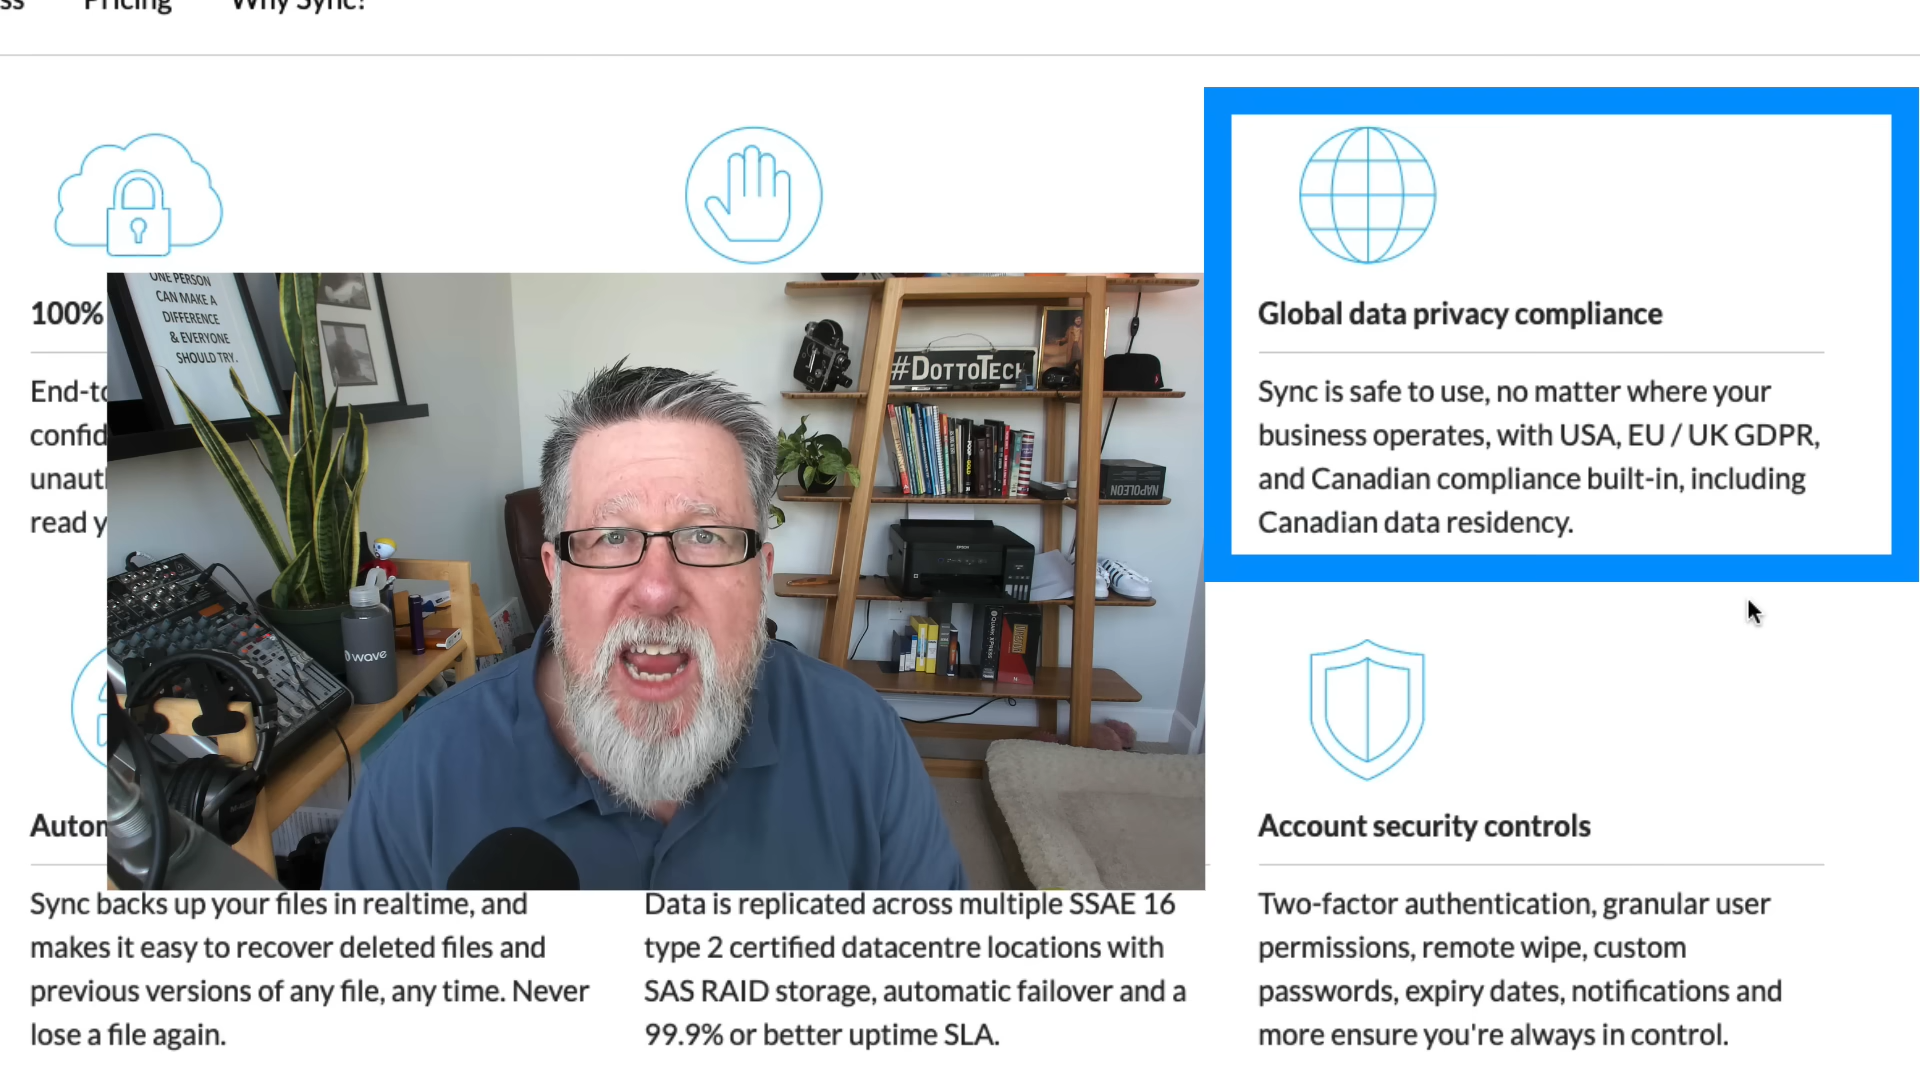 Pricing
Why Sync?
100%
ONE PERSON
CAN MAKE A
DIFFERENCE
& EVERYONE
SHOULD TRY.
#DOTTOTECH
NAPOLEON
EPSON
wave
Global data privacy compliance
Sync is safe to use, no matter where your
business operates, with USA, EU / UK GDPR,
and Canadian compliance built-in, including
Canadian data residency.
Account security controls
Sync backs up your files in realtime, and
makes it easy to recover deleted files and
previous versions of any file, any time. Never
lose a file again.
Data is replicated across multiple SSAE 16
type 2 certified datacentre locations with
SAS RAID storage, automatic failover and a
99.9% or better uptime SLA.
Two-factor authentication, granular user
permissions, remote wipe, custom
passwords, expiry dates, notifications and
more ensure you're always in control.